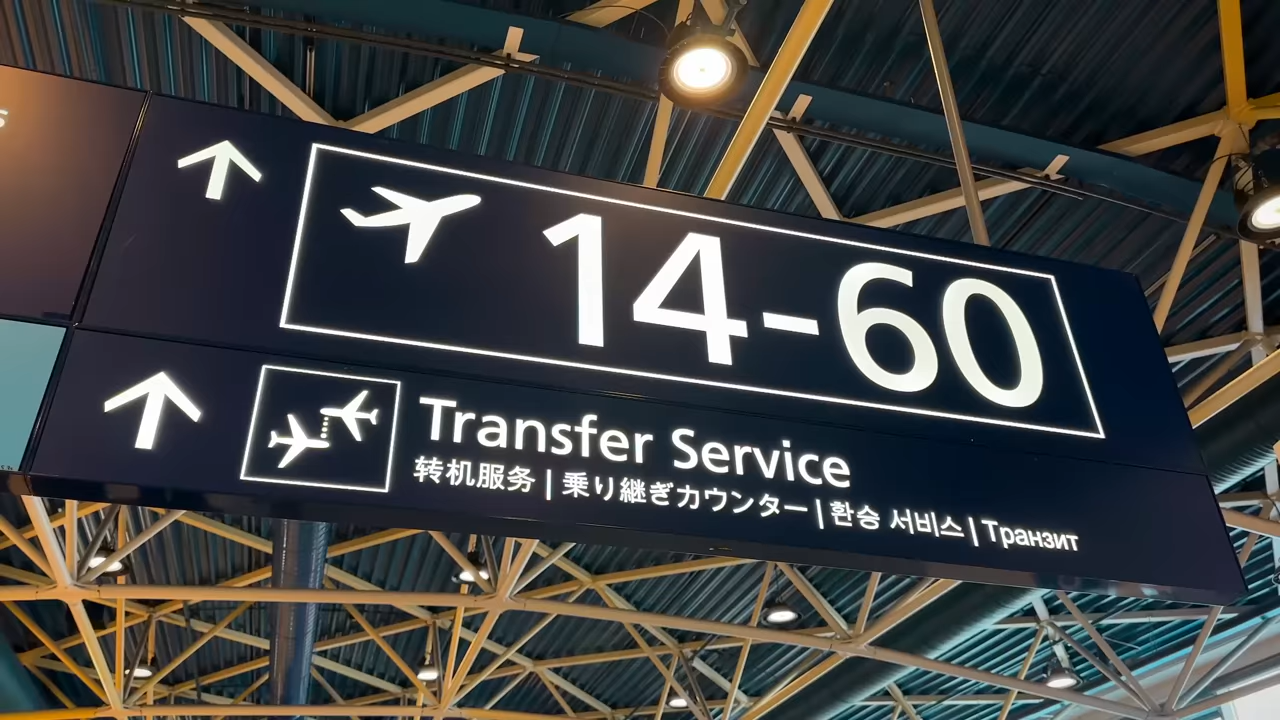 14-60
Transfer Service
转机服务 | 乗り継ぎカウンター | 환승 서비스 | Транзит